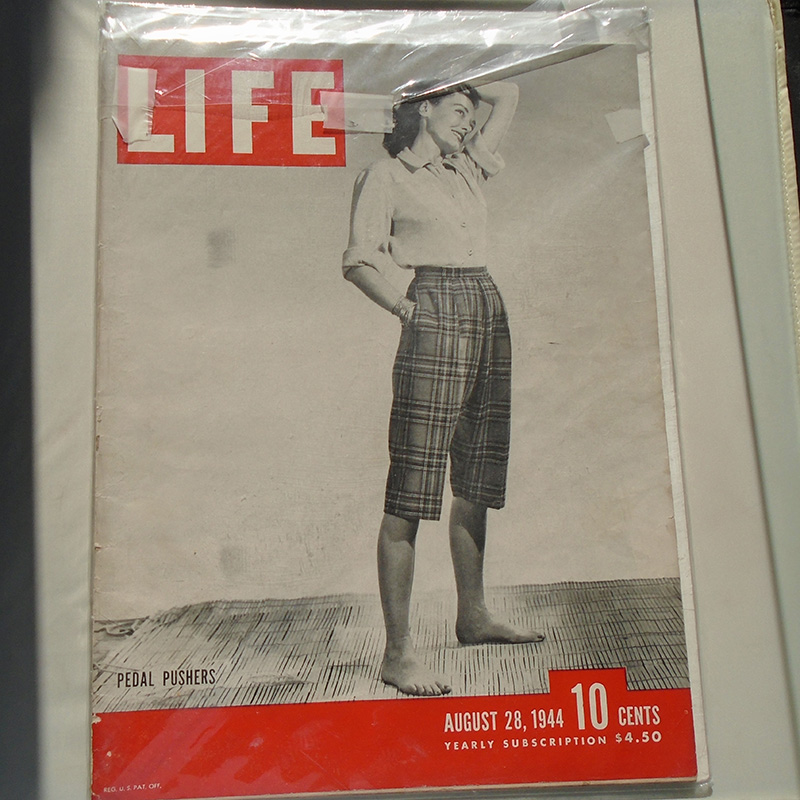 LIFE
PEDAL PUSHERS
AUGUST 28, 1944 10 CENTS
YEARLY SUBSCRIPTION $4.50
REG. U. S. PAT. OFF.